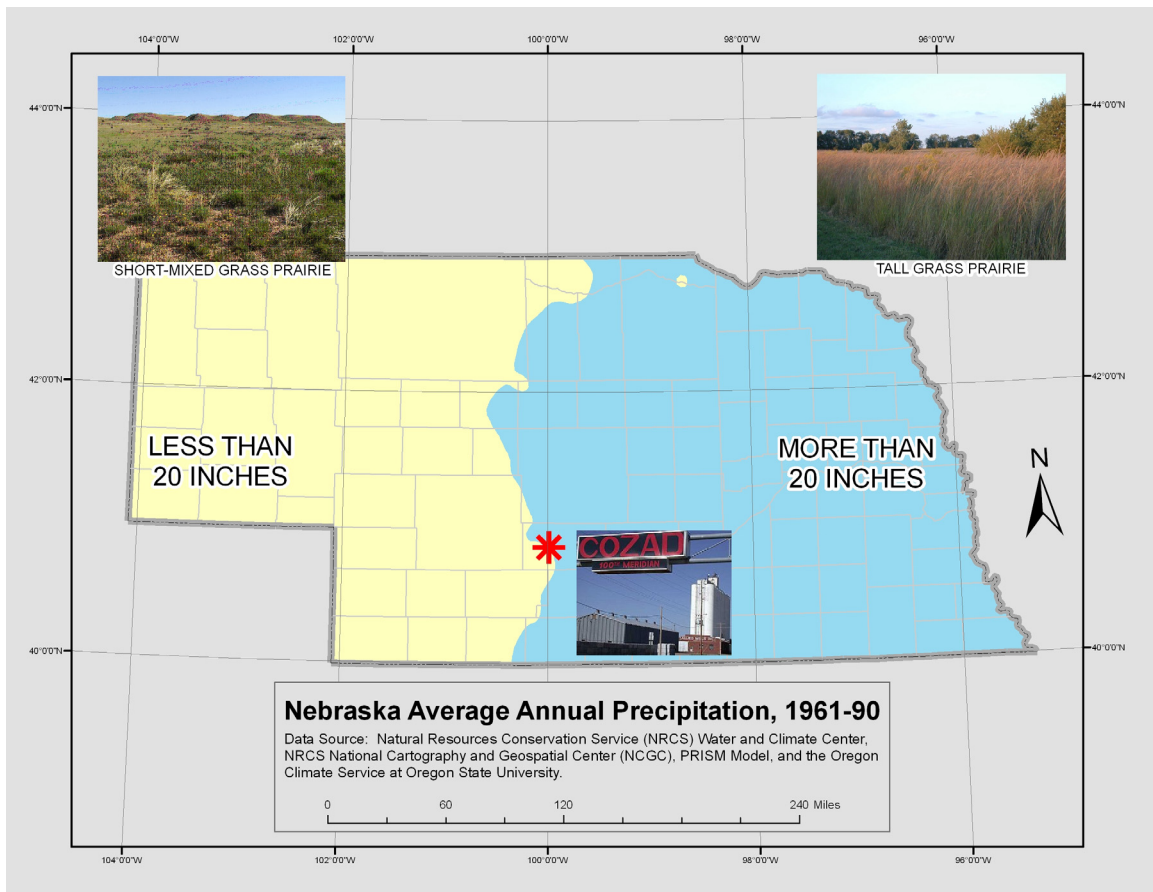 104°0'0"W
102°0'0"W
100°0'0"W
98°0'0"W
96°0'0"W
44°0'0"N
44°0'0"N
SHORT-MIXED GRASS PRAIRIE
TALL GRASS PRAIRIE
42°0'0"N
42°0'0"N
LESS THAN
20 INCHES
MORE THAN
20 INCHES
N
COZAD
100TH MERIDIAN
40°0'0"N
40°0'0"N
Nebraska Average Annual Precipitation, 1961-90
Data Source: Natural Resources Conservation Service (NRCS) Water and Climate Center,
NRCS National Cartography and Geospatial Center (NCGC), PRISM Model, and the Oregon
Climate Service at Oregon State University.
0 60 120 240 Miles
104°0'0"W
102°0'0"W
100°0'0"W
98°0'0"W
96°0'0"W